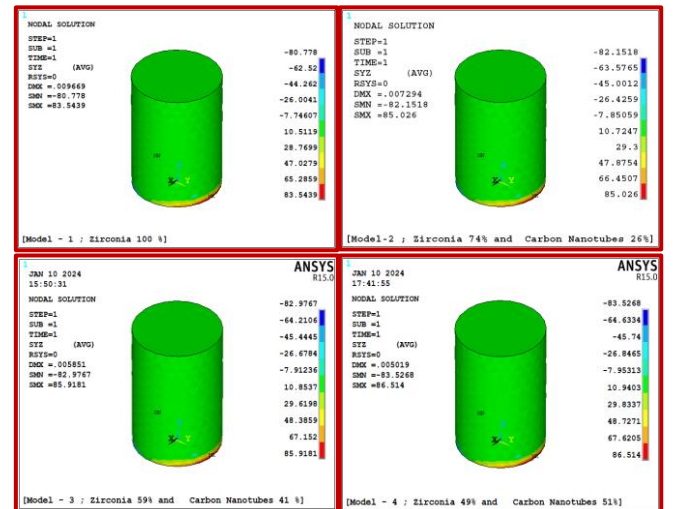 1
NODAL SOLUTION
STEP=1
SUB =1
TIME=1
SYZ (AVG)
RSYS=0
DMX =.009669
SMN =-80.778
SMX =83.5439
-80.778
-62.52
-44.262
-26.0041
-7.74607
10.5119
28.7699
47.0279
65.2859
83.5439
MN
Z
X Y
MX
[Model - 1 ; Zirconia 100 %]
1
NODAL SOLUTION
STEP=1
SUB =1
TIME=1
SYZ (AVG)
RSYS=0
DMX =.007294
SMN =-82.1518
SMX =85.026
-82.1518
-63.5765
-45.0012
-26.4259
-7.85059
10.7247
29.3
47.8754
66.4507
85.026
MN
Z
X Y
MX
[Model-2 ; Zirconia 74% and Carbon Nanotubes 26%]
1
JAN 10 2024
15:50:31
ANSYS
R15.0
NODAL SOLUTION
STEP=1
SUB =1
TIME=1
SYZ (AVG)
RSYS=0
DMX =.005851
SMN =-82.9767
SMX =85.9181
-82.9767
-64.2106
-45.4445
-26.6784
-7.91236
10.8537
29.6198
48.3859
67.152
85.9181
MN
Z
X Y
MX
[Model - 3 ; Zirconia 59% and Carbon Nanotubes 41 %]
1
JAN 10 2024
17:41:55
ANSYS
R15.0
NODAL SOLUTION
STEP=1
SUB =1
TIME=1
SYZ (AVG)
RSYS=0
DMX =.005019
SMN =-83.5268
SMX =86.514
-83.5268
-64.6334
-45.74
-26.8465
-7.95313
10.9403
29.8337
48.7271
67.6205
86.514
MN
Z
X Y
MX
[Model - 4 ; Zirconia 49% and Carbon Nanotubes 51%]